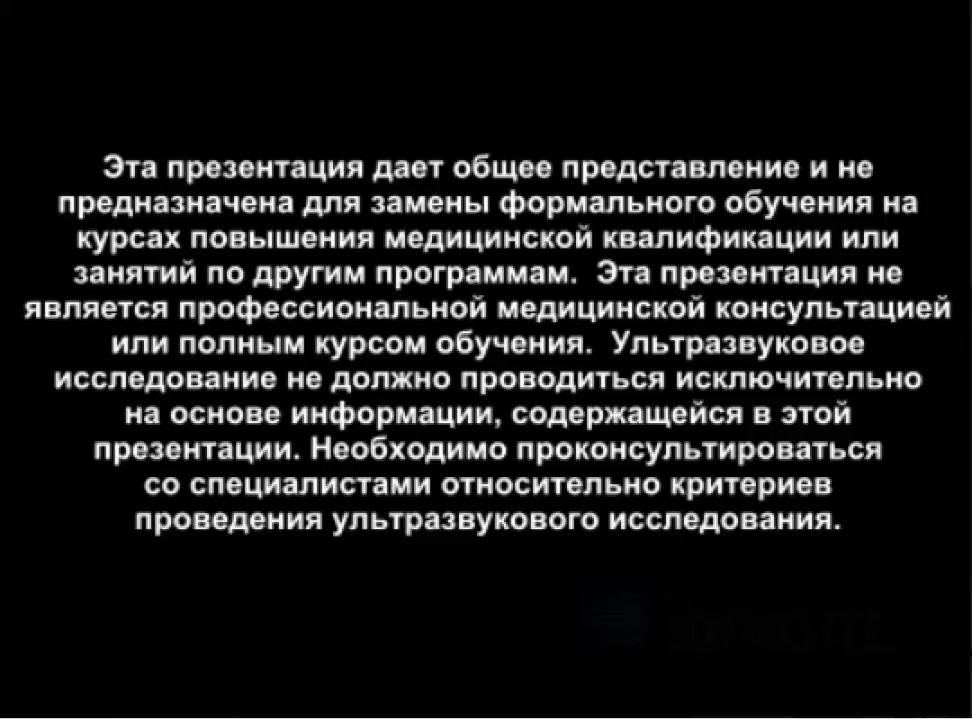 Эта презентация дает общее представление и не
предназначена для замены формального обучения на
курсах повышения медицинской квалификации или
занятий по другим программам.  Эта презентация не
является профессиональной медицинской консультацией
или полным курсом обучения.  Ультразвуковое
исследование не должно проводиться исключительно
на основе информации, содержащейся в этой
презентации. Необходимо проконсультироваться
со специалистами относительно критериев
проведения ультразвукового исследования.